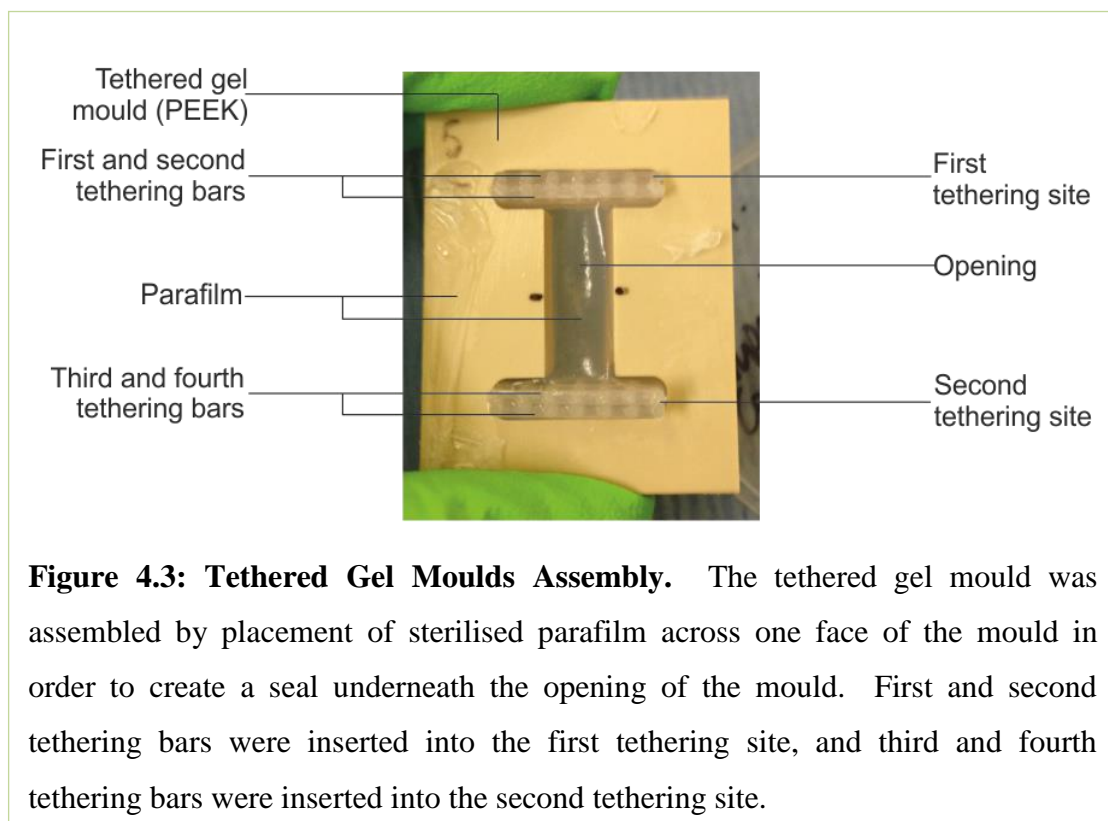 Tethered gel
mould (PEEK)
First and second
tethering bars
Parafilm
Third and fourth
tethering bars
First
tethering site
Opening
Second
tethering site
5
Figure 4.3: Tethered Gel Moulds Assembly. The tethered gel mould was
assembled by placement of sterilised parafilm across one face of the mould in
order to create a seal underneath the opening of the mould. First and second
tethering bars were inserted into the first tethering site, and third and fourth
tethering bars were inserted into the second tethering site.